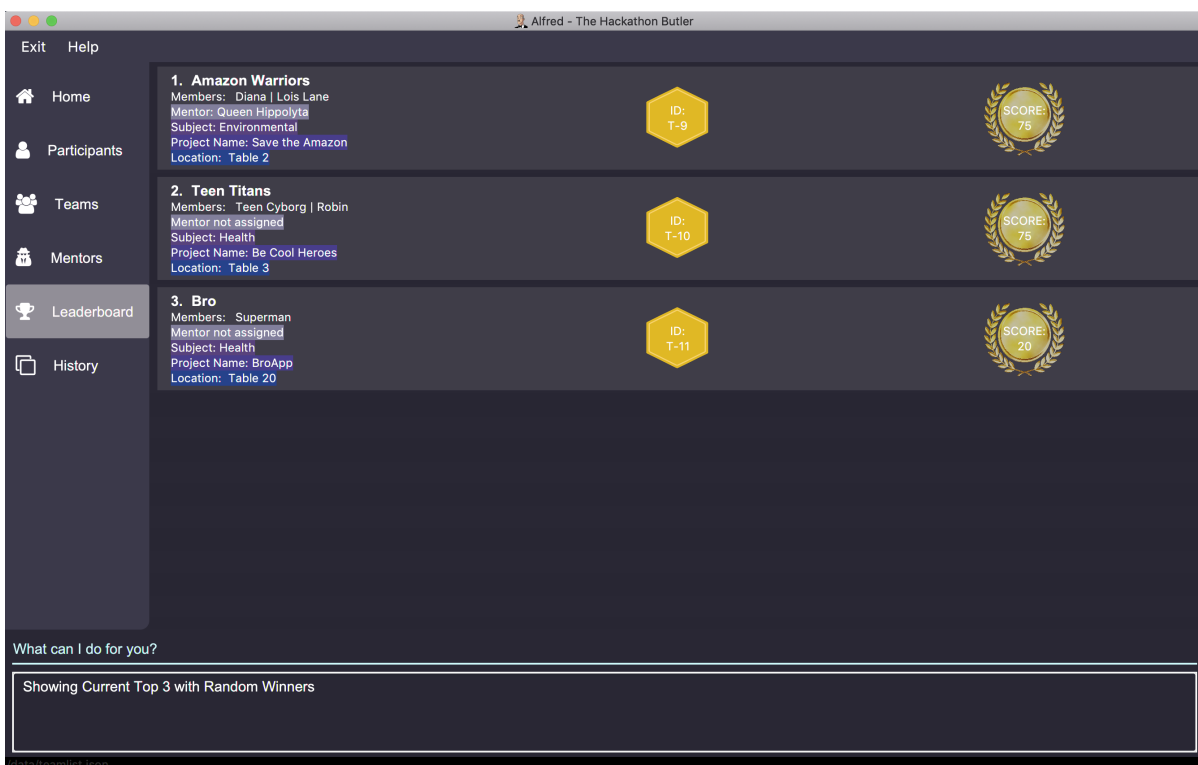 Alfred - The Hackathon Butler
Exit Help
Home
Participants
Teams
Mentors
Leaderboard
History
1. Amazon Warriors
Members: Diana | Lois Lane
Mentor: Queen Hippolyta
Subject: Environmental
Project Name: Save the Amazon
Location: Table 2
ID:
T-9
SCORE:
75
2. Teen Titans
Members: Teen Cyborg | Robin
Mentor not assigned
Subject: Health
Project Name: Be Cool Heroes
Location: Table 3
ID:
T-10
SCORE:
75
3. Bro
Members: Superman
Mentor not assigned
Subject: Health
Project Name: BroApp
Location: Table 20
ID:
T-11
SCORE:
20
What can I do for you?
Showing Current Top 3 with Random Winners
/data/teamlist.json